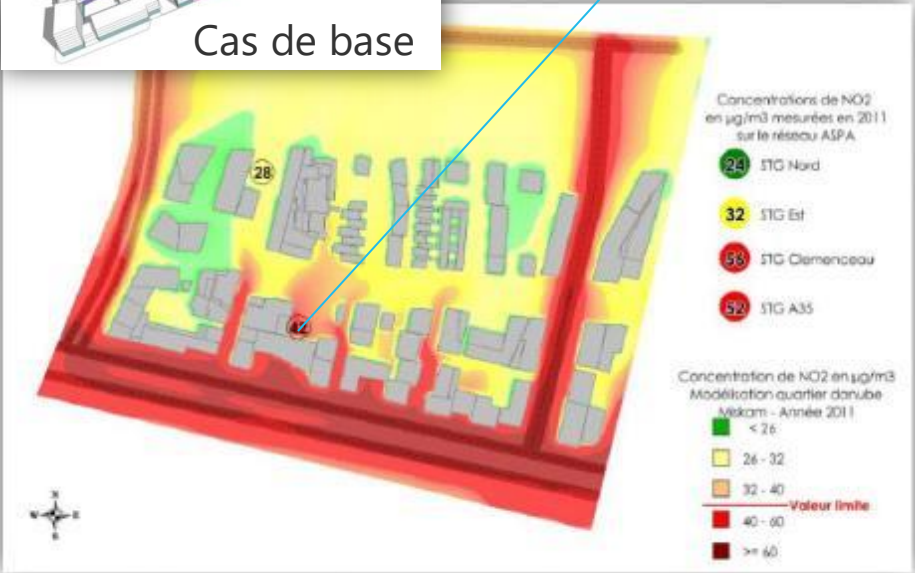 Cas de base
Concentrations de NO2
en µg/m3 mesurées en 2011
sur le réseau ASPA
24 STG Nord
32 STG Est
56 STG Clemenceau
52 STG A35
28
42
Concentration de NO2 en µg/m3
Modélisation quartier danube
Miskam - Année 2011
< 26
26 - 32
32 - 40
Valeur limite
40 - 60
>= 60
N
W E
S